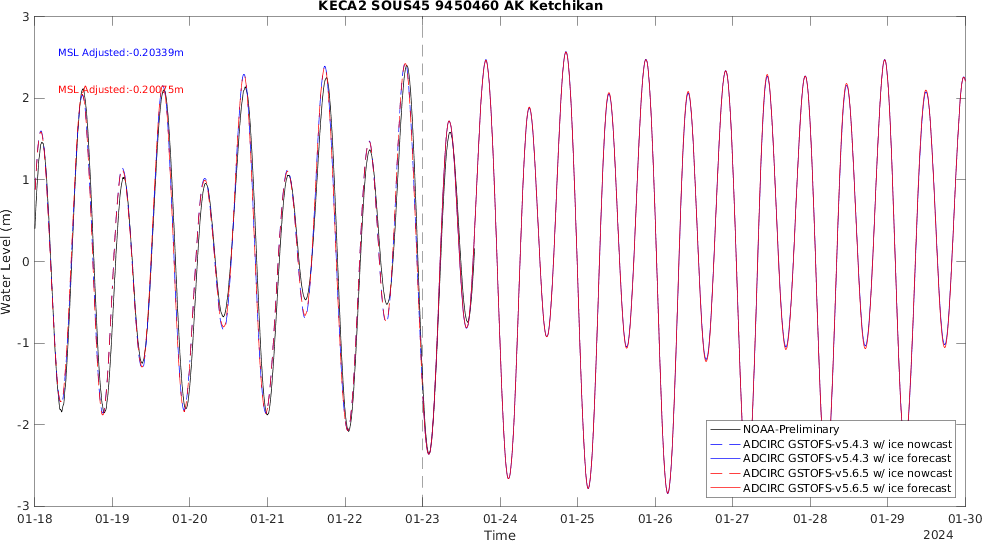 KECA2 SOUS45 9450460 AK Ketchikan
3
2
1
0
-1
-2
-3
Water Level (m)
MSL Adjusted:-0.20339m
MSL Adjusted:-0.20075m
NOAA-Preliminary
ADCIRC GSTOFS-v5.4.3 w/ ice nowcast
ADCIRC GSTOFS-v5.4.3 w/ ice forecast
ADCIRC GSTOFS-v5.6.5 w/ ice nowcast
ADCIRC GSTOFS-v5.6.5 w/ ice forecast
01-18 01-19 01-20 01-21 01-22 01-23 01-24 01-25 01-26 01-27 01-28 01-29 01-30
Time
2024